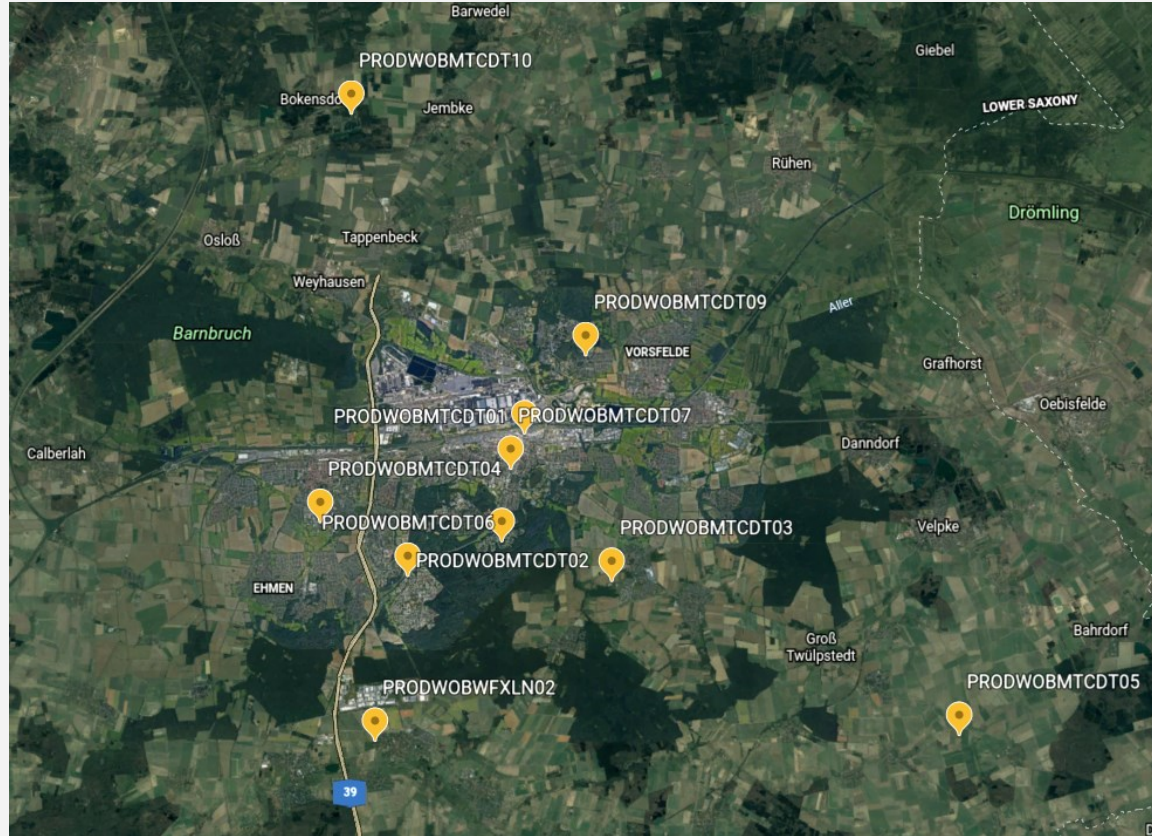 Barwedel
Giebel
PRODWOBMTCDT10
Bokensdo
Jembke
LOWER SAXONY
Rühen
Drömling
Osloß
Tappenbeck
Weyhausen
PRODWOBMTCDT09
Aller
Barnbruch
VORSFELDE
Grafhorst
Oebisfelde
PRODWOBMTCDT01
PRODWOBMTCDT07
Danndorf
Calberlah
PRODWOBMTCDT04
PRODWOBMTCDT06
PRODWOBMTCDT03
Velpke
PRODWOBMTCDT02
EHMEN
Bahrdorf
Groß
Twülpstedt
PRODWOBWFXLN02
PRODWOBMTCDT05
39